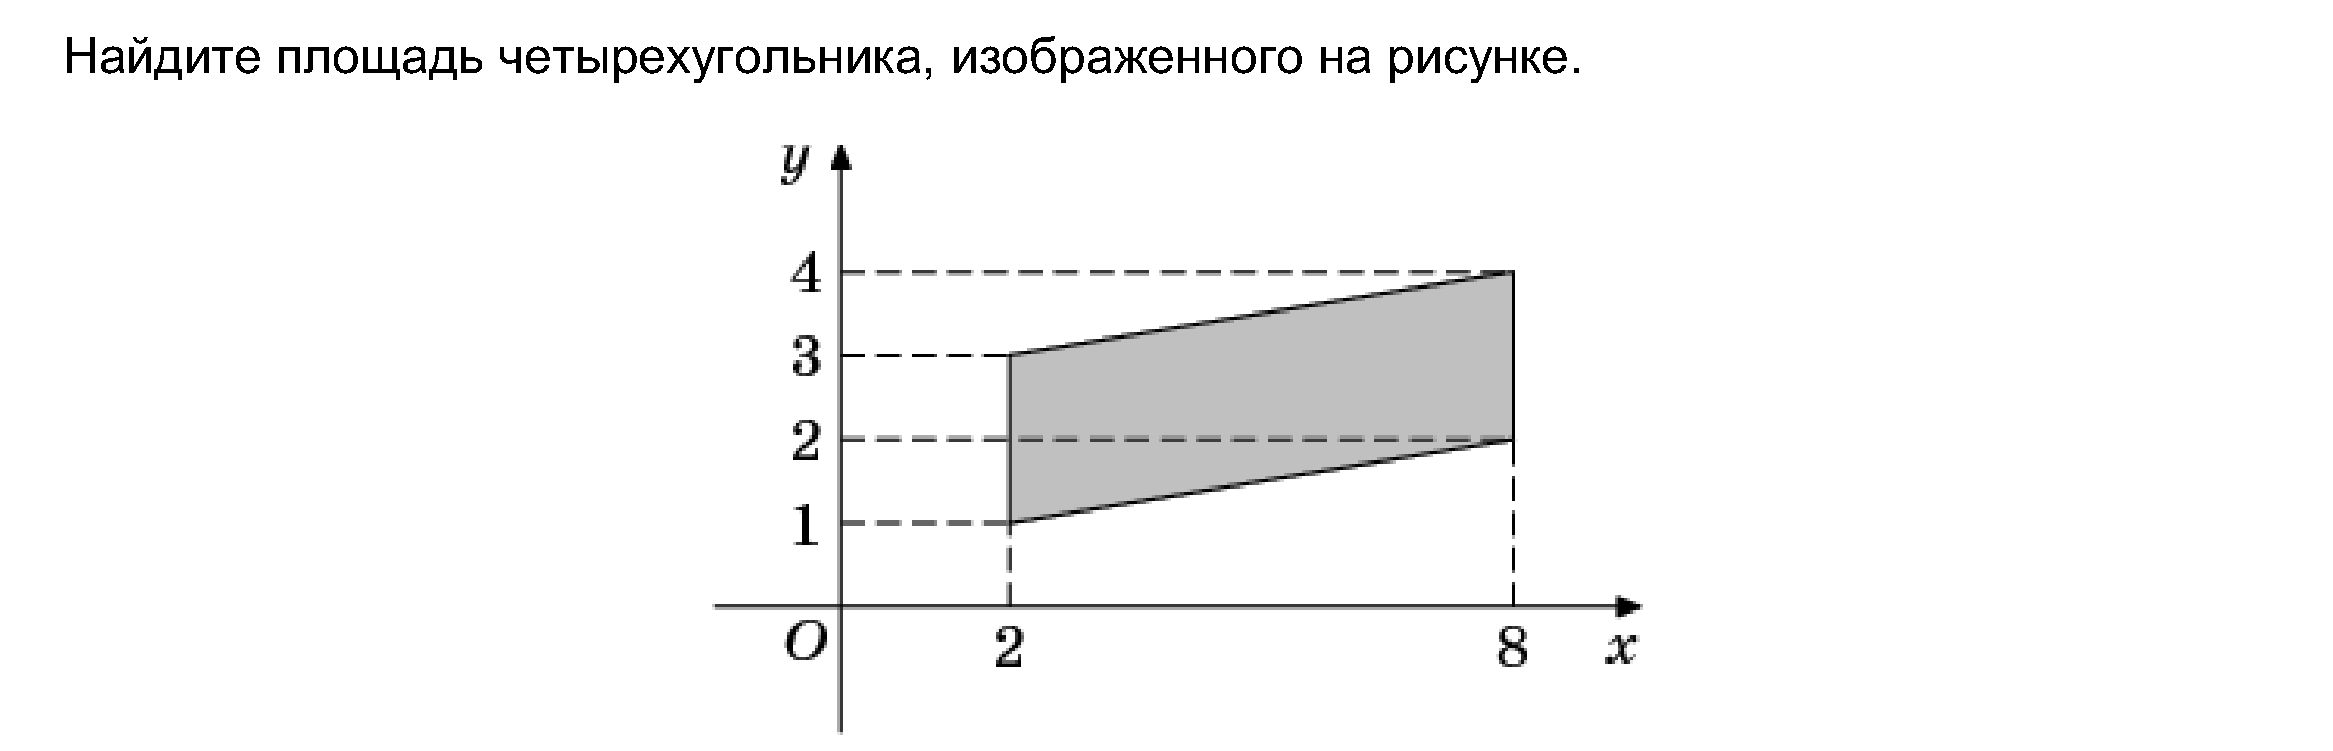 Найдите площадь четырехугольника, изображенного на рисунке.
y
4
3
2
1
O 2 8 x